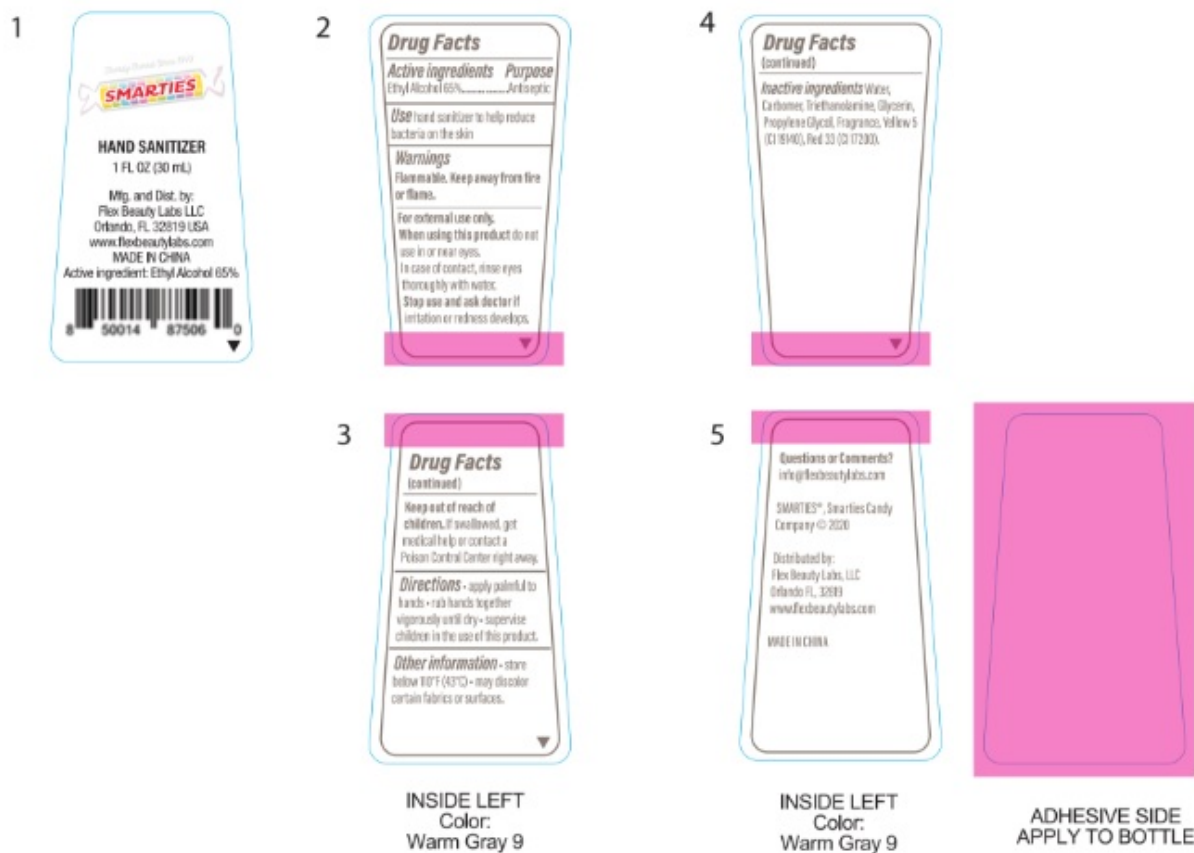 1
SMARTIES
HAND SANITIZER
1 FL OZ (30 mL)
Mfg. and Dist. by:
Flex Beauty Labs LLC
Orlando, FL 32819 USA
www.flexbeautylabs.com
MADE IN CHINA
Active ingredient: Ethyl Alcohol 65%
8 50014 87506 0
2
Drug Facts
Active ingredients Purpose
Ethyl Alcohol 65%..............Antiseptic
Use hand sanitizer to help reduce
bacteria on the skin
Warnings
Flammable. Keep away from fire
or flame.
For external use only.
When using this product do not
use in or near eyes.
In case of contact, rinse eyes
thoroughly with water.
Stop use and ask doctor if
irritation or redness develops.
3
Drug Facts
(continued)
Keep out of reach of
children. If swallowed, get
medical help or contact a
Poison Control Center right away.
Directions • apply palmful to
hands • rub hands together
vigorously until dry • supervise
children in the use of this product.
Other information • store
below 110°F (43°C) • may discolor
certain fabrics or surfaces.
INSIDE LEFT
Color:
Warm Gray 9
4
Drug Facts
(continued)
Inactive ingredients Water,
Carbomer, Triethanolamine, Glycerin,
Propylene Glycol, Fragrance, Yellow 5
(CI 19140), Red 33 (CI 17200).
5
Questions or Comments?
info@flexbeautylabs.com
SMARTIES, Smarties Candy
Company © 2020
Distributed by:
Flex Beauty Labs, LLC
Orlando FL, 32819
www.flexbeautylabs.com
MADE IN CHINA
INSIDE LEFT
Color:
Warm Gray 9
ADHESIVE SIDE
APPLY TO BOTTLE